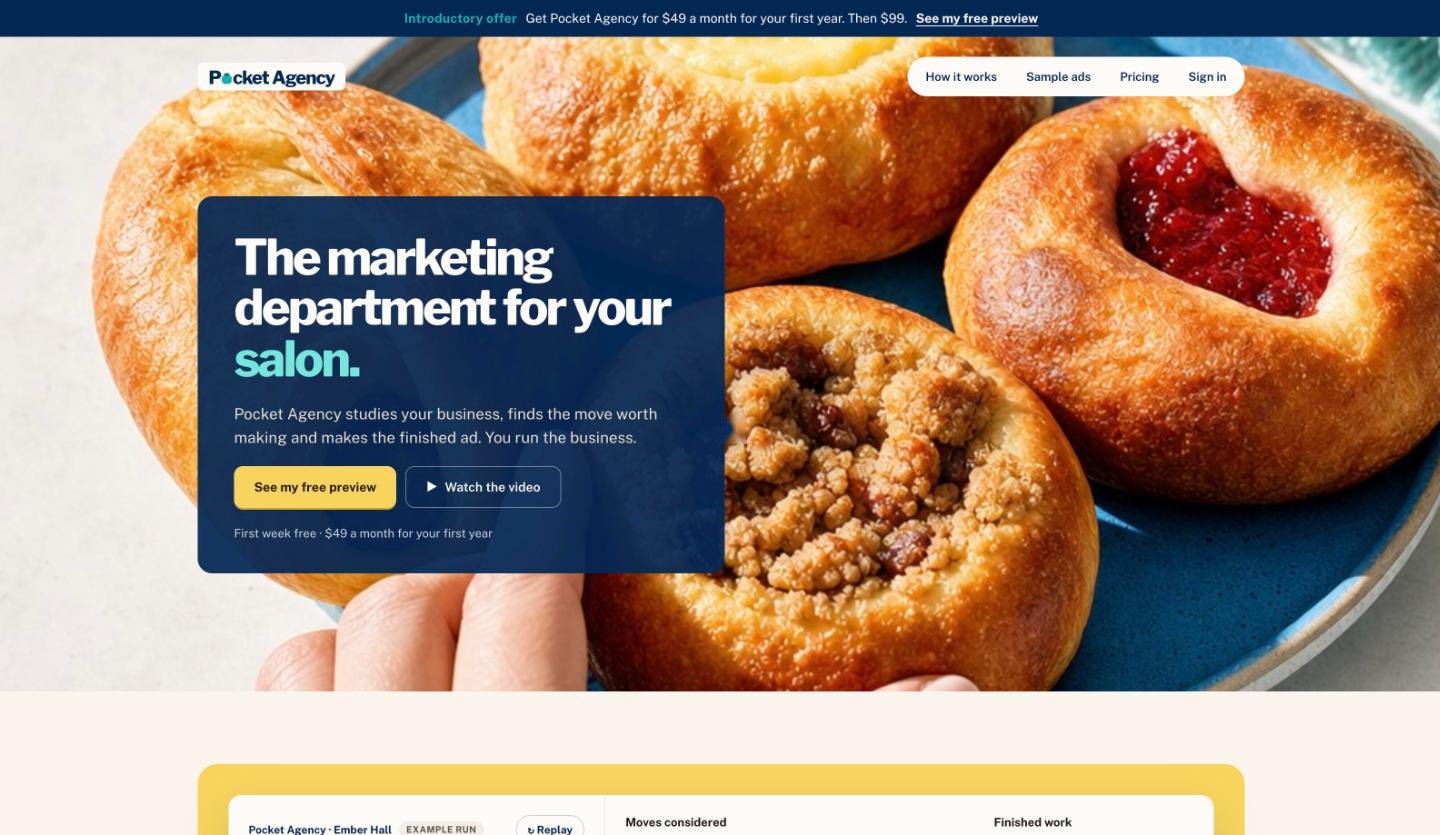 Introductory offer Get Pocket Agency for $49 a month for your first year. Then $99. See my free preview
Pocket Agency
How it works Sample ads Pricing Sign in
The marketing
department for your
salon.
Pocket Agency studies your business, finds the move worth
making and makes the finished ad. You run the business.
See my free preview ▶ Watch the video
First week free · $49 a month for your first year
Pocket Agency · Ember Hall EXAMPLE RUN ↻ Replay
Moves considered
Finished work